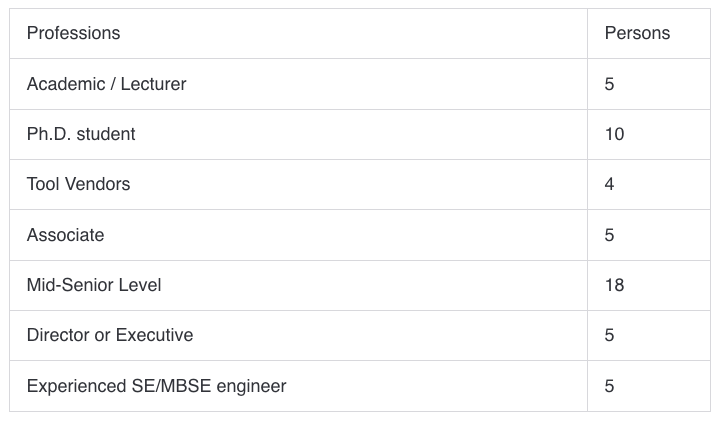 Professions Persons
Academic / Lecturer 5
Ph.D. student 10
Tool Vendors 4
Associate 5
Mid-Senior Level 18
Director or Executive 5
Experienced SE/MBSE engineer 5